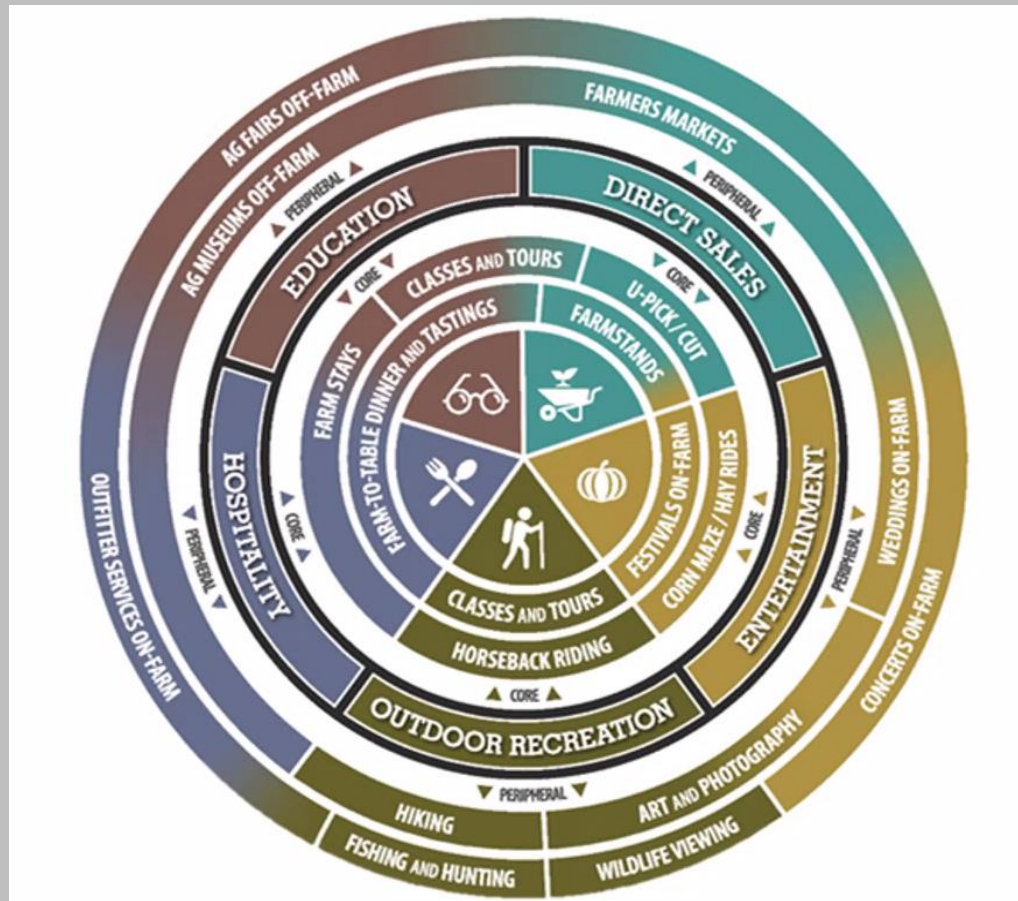 AG FAIRS OFF-FARM
AG MUSEUMS OFF-FARM
FARMERS MARKETS
PERIPHERAL
PERIPHERAL
EDUCATION
DIRECT SALES
CORE
CLASSES AND TOURS
CORE
U-PICK / CUT
FARM STAYS
FARM-TO-TABLE DINNER AND TASTINGS
FARMSTANDS
HOSPITALITY
CORE
PERIPHERAL
OUTFITTER SERVICES ON-FARM
FESTIVALS ON-FARM
CORN MAZE / HAY RIDES
CORE
ENTERTAINMENT
PERIPHERAL
WEDDINGS ON-FARM
CONCERTS ON-FARM
CLASSES AND TOURS
HORSEBACK RIDING
CORE
OUTDOOR RECREATION
PERIPHERAL
HIKING
ART AND PHOTOGRAPHY
FISHING AND HUNTING
WILDLIFE VIEWING